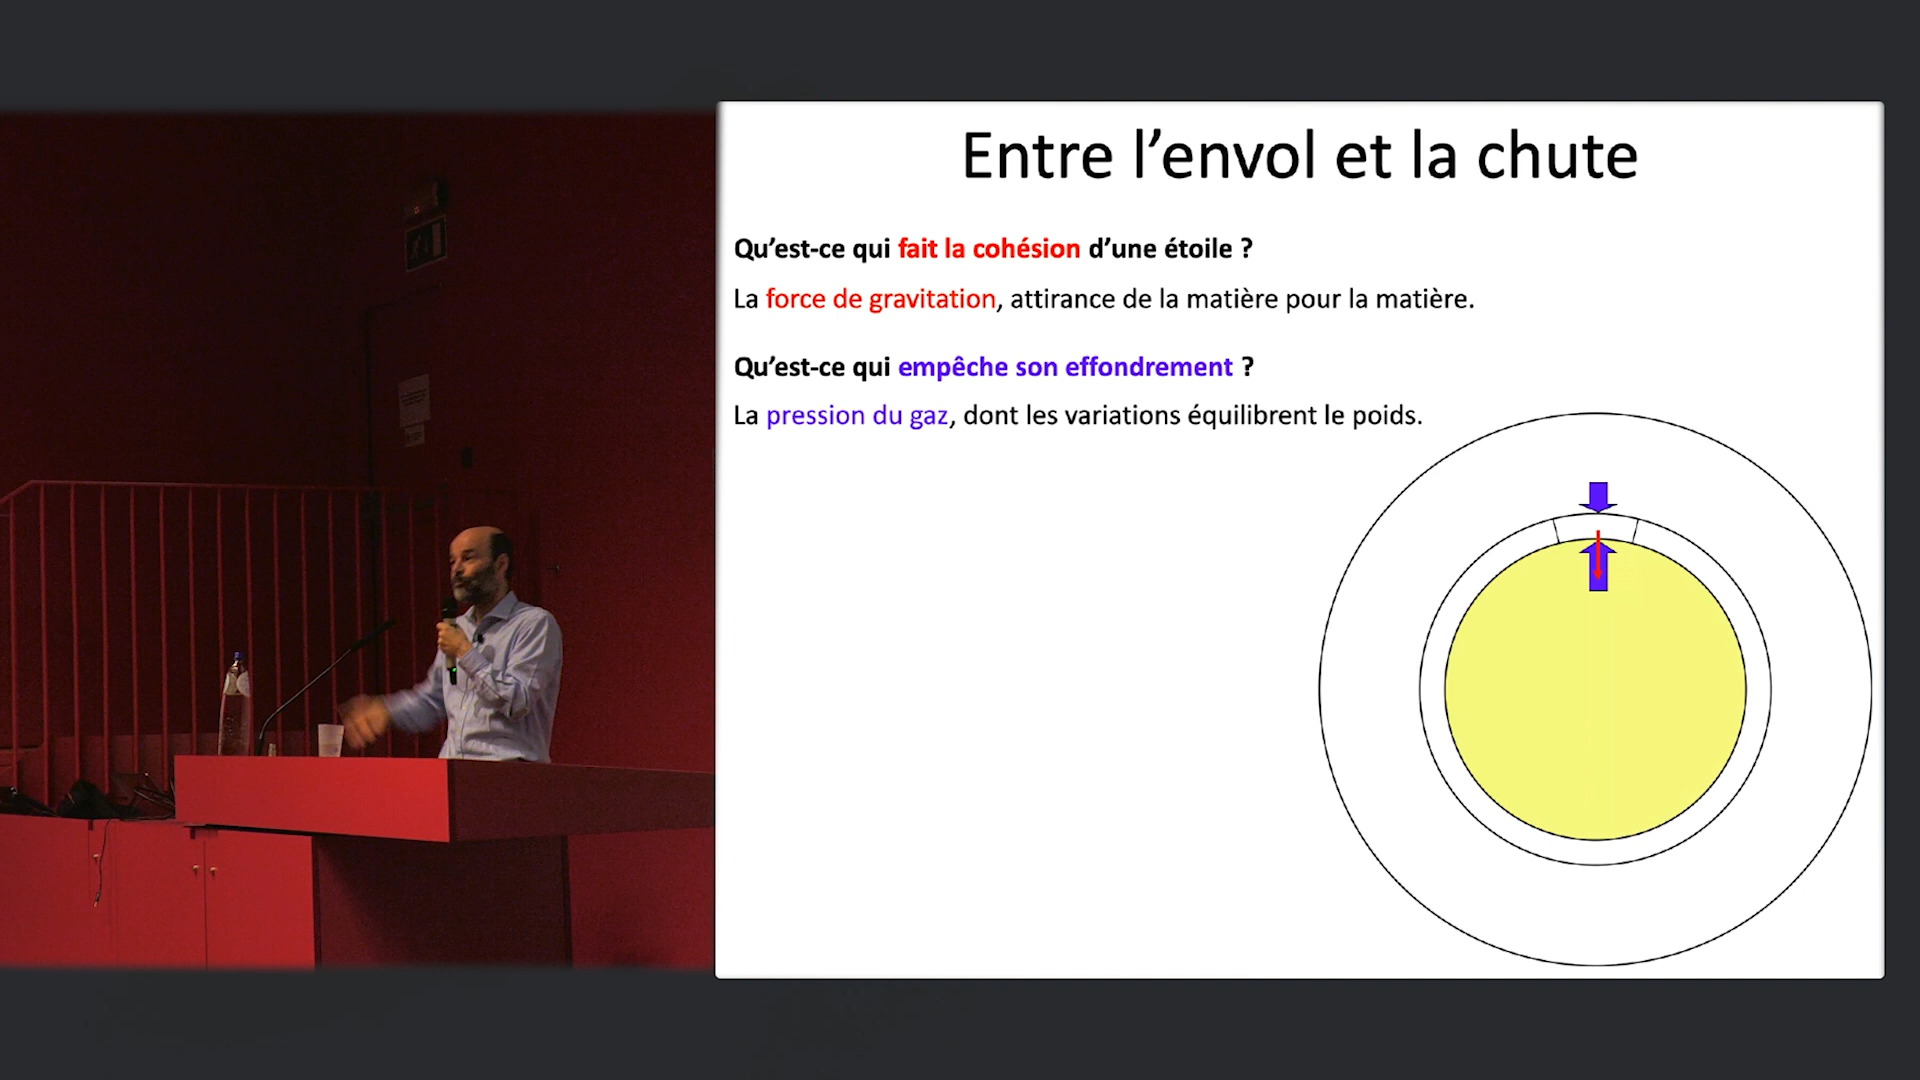 Entre l’envol et la chute
Qu’est-ce qui fait la cohésion d’une étoile ?
La force de gravitation, attirance de la matière pour la matière.
Qu’est-ce qui empêche son effondrement ?
La pression du gaz, dont les variations équilibrent le poids.